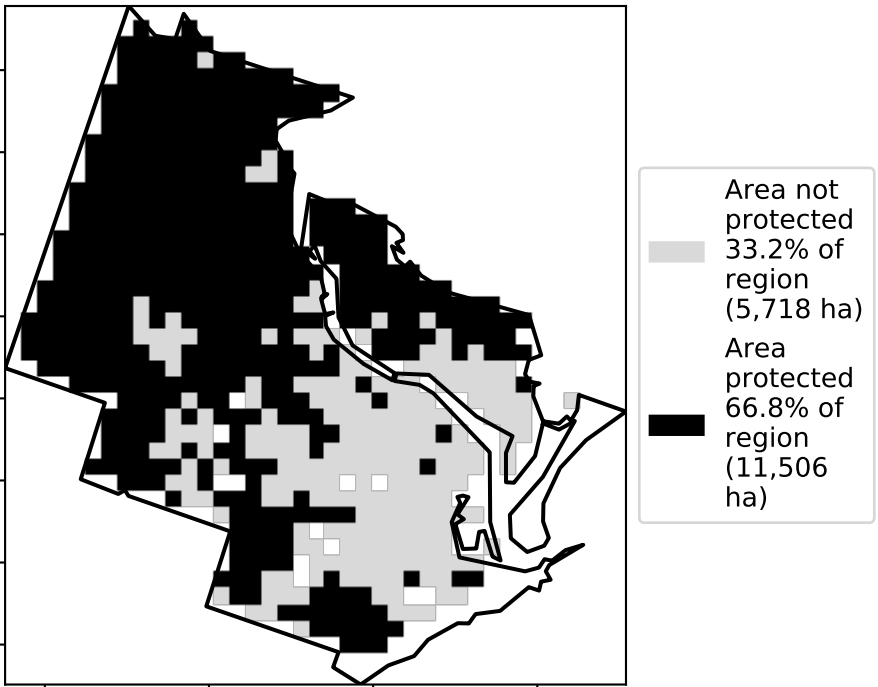 Area not
protected
33.2% of
region
(5,718 ha)
Area
protected
66.8% of
region
(11,506
ha)